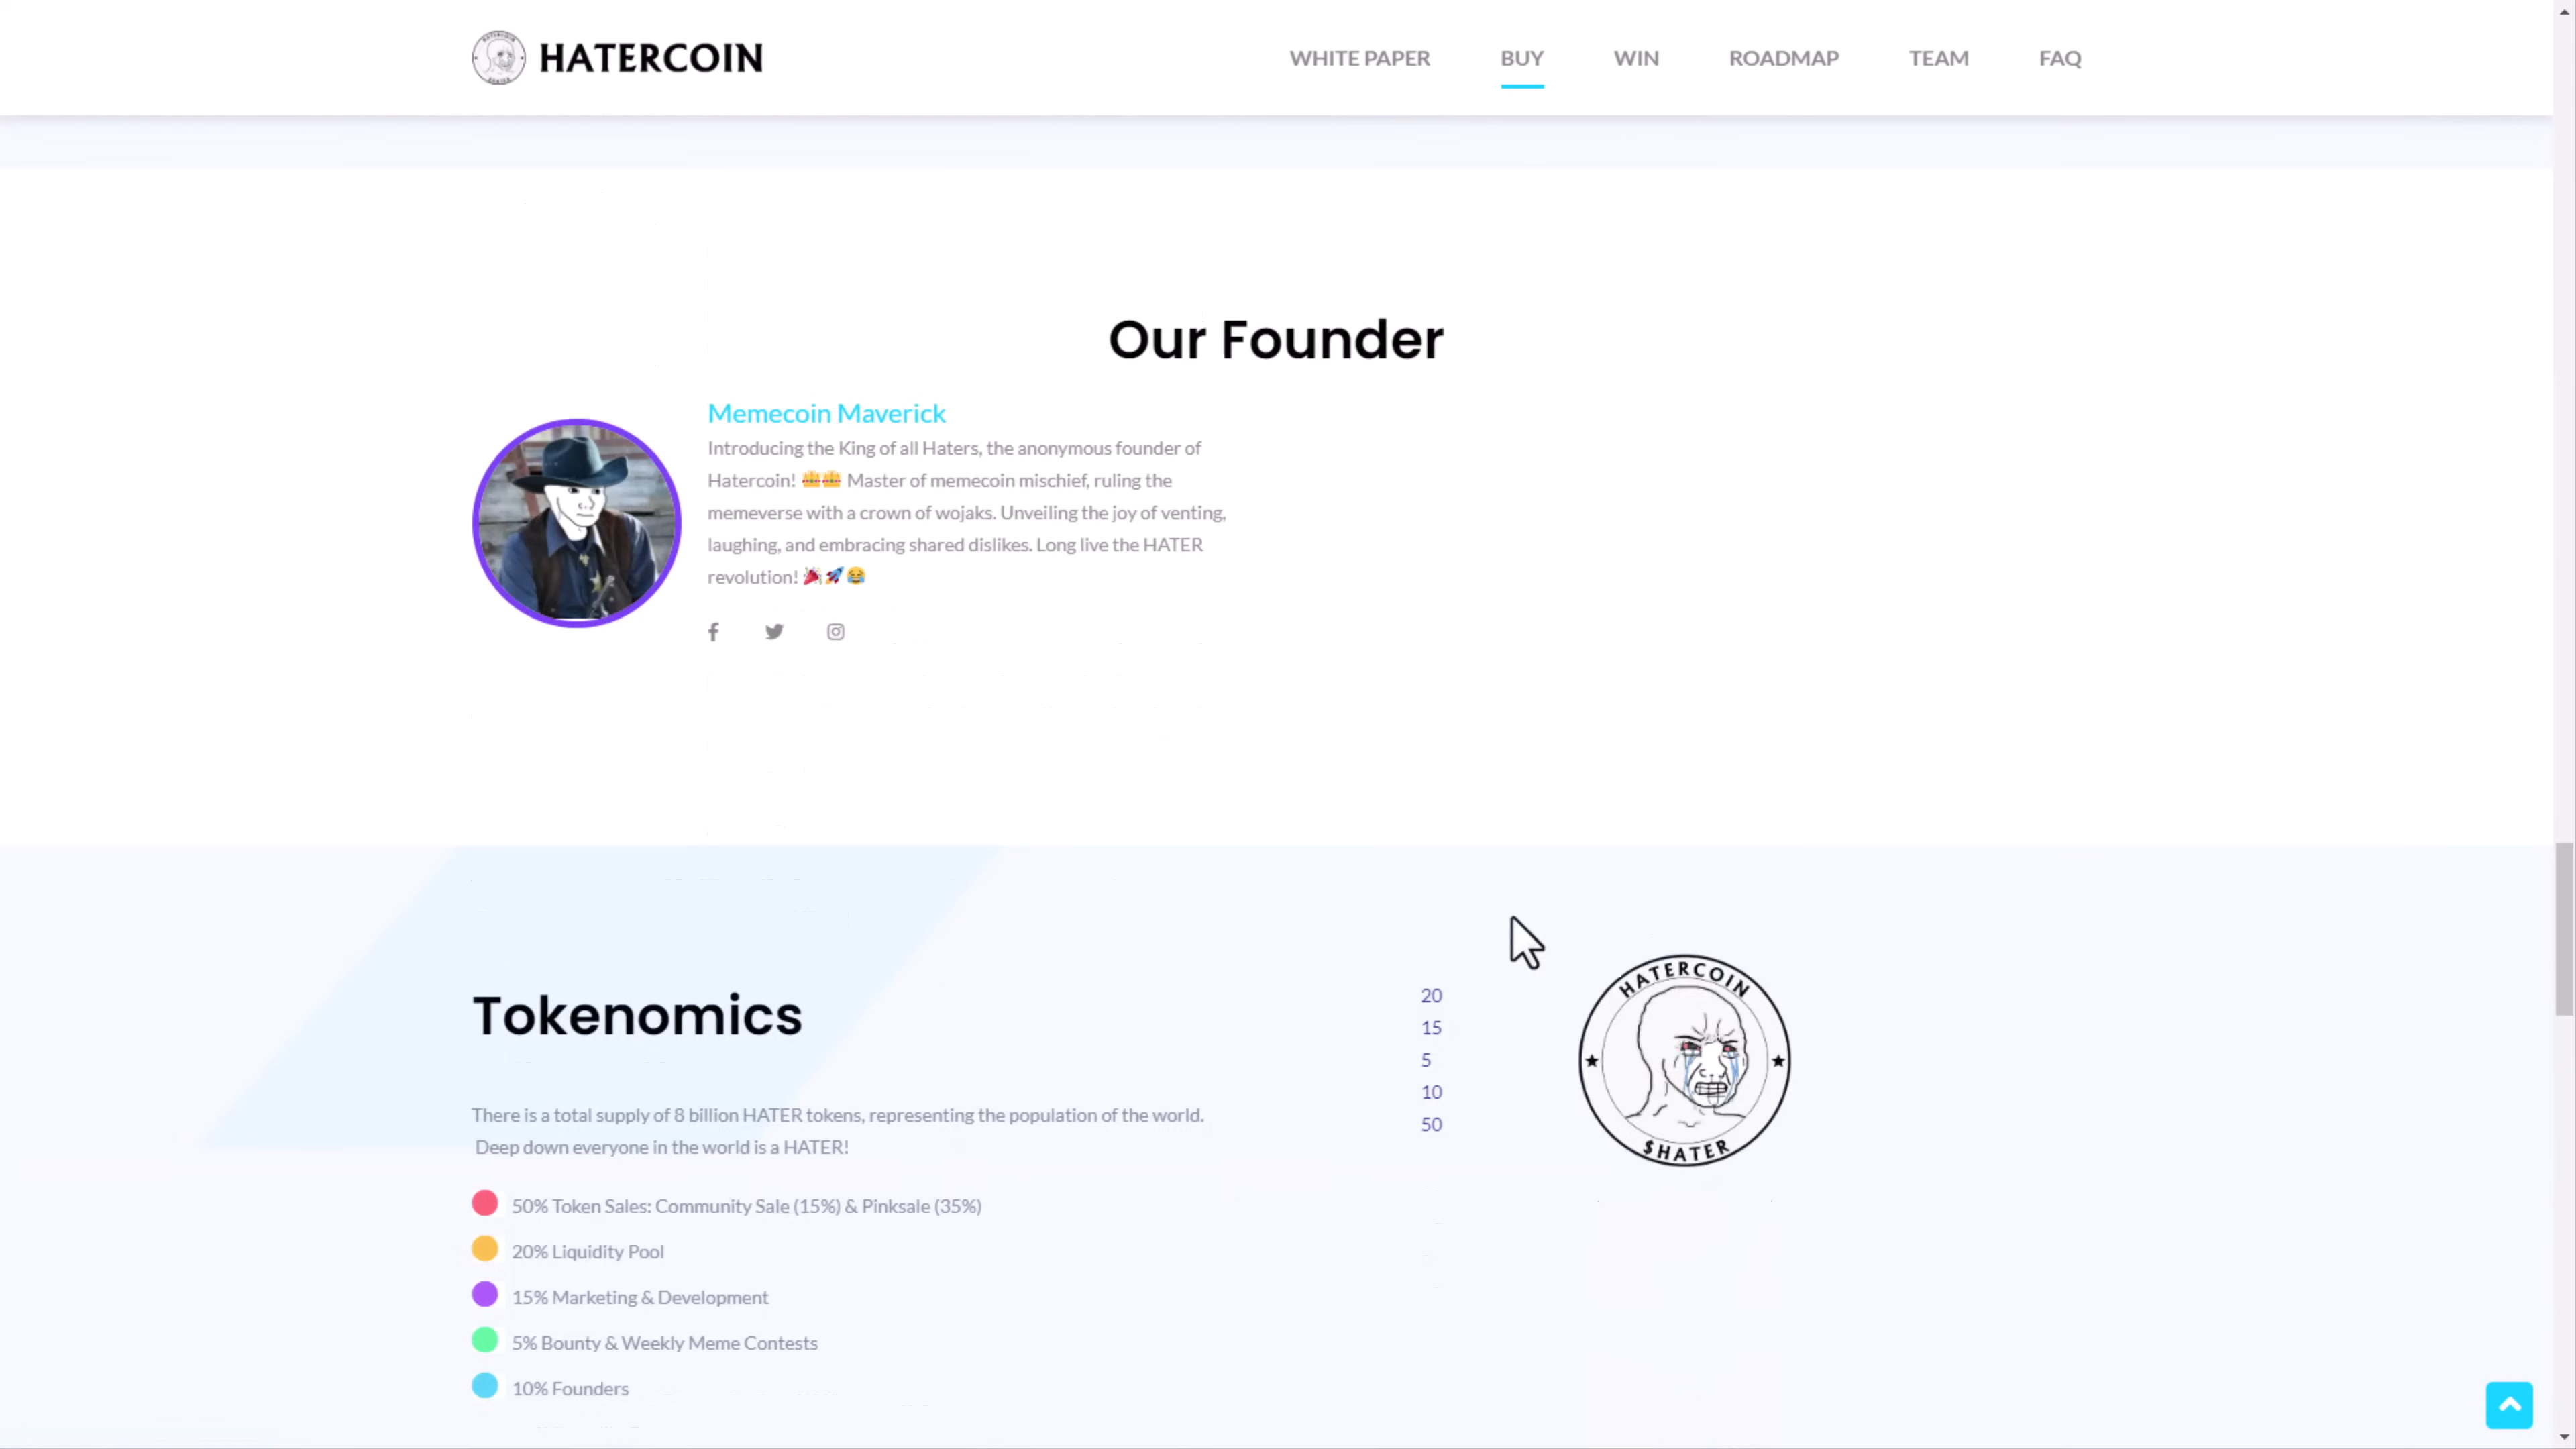 HATERCOIN
WHITE PAPER
BUY
WIN
ROADMAP
TEAM
FAQ
Our Founder
Memecoin Maverick
Introducing the King of all Haters, the anonymous founder of
Hatercoin! 👑👑 Master of memecoin mischief, ruling the
memeverse with a crown of wojaks. Unveiling the joy of venting,
laughing, and embracing shared dislikes. Long live the HATER
revolution! 🎉🚀😂
Tokenomics
There is a total supply of 8 billion HATER tokens, representing the population of the world.
Deep down everyone in the world is a HATER!
50% Token Sales: Community Sale (15%) & Pinksale (35%)
20% Liquidity Pool
15% Marketing & Development
5% Bounty & Weekly Meme Contests
10% Founders
20
15
5
10
50
HATERCOIN
$HATER